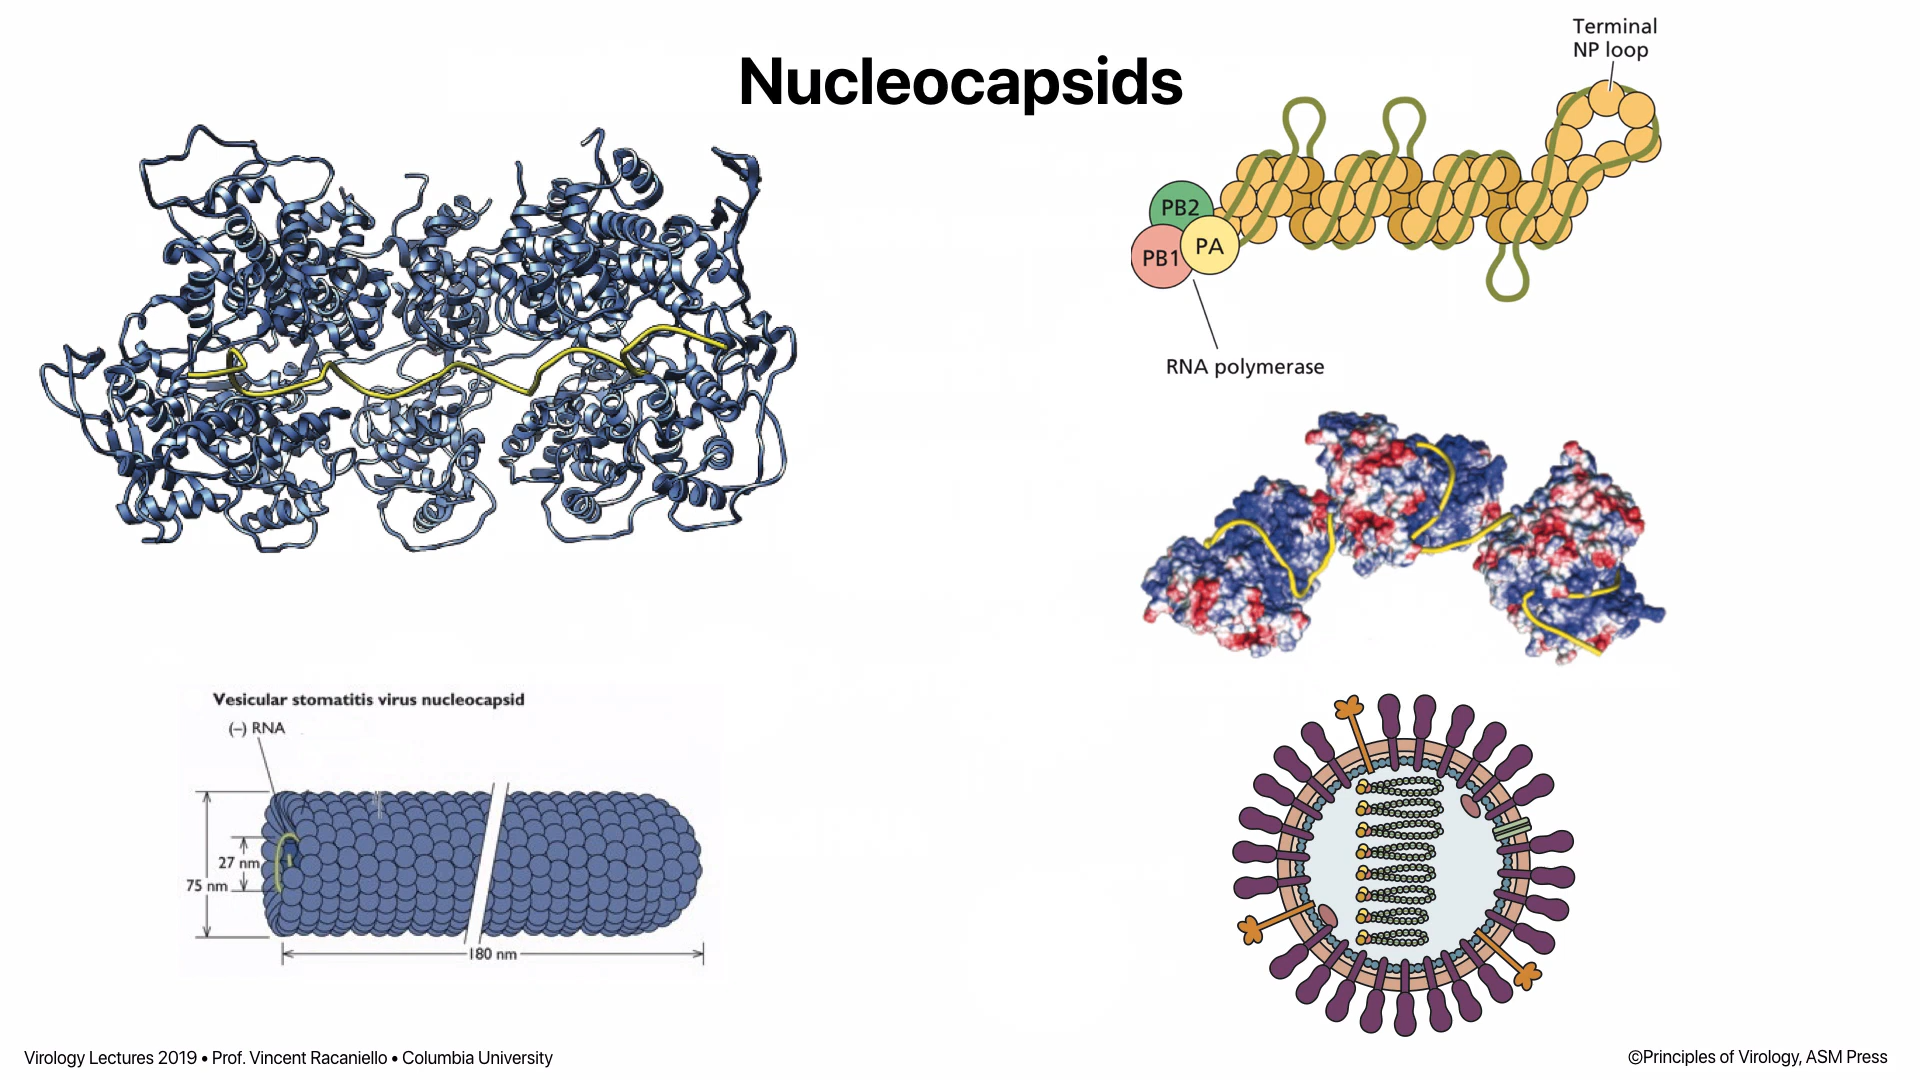 Nucleocapsids
Terminal
NP loop
PB2
PA
PB1
RNA polymerase
Vesicular stomatitis virus nucleocapsid
(–) RNA
27 nm
75 nm
180 nm
Virology Lectures 2019 • Prof. Vincent Racaniello • Columbia University
©Principles of Virology, ASM Press